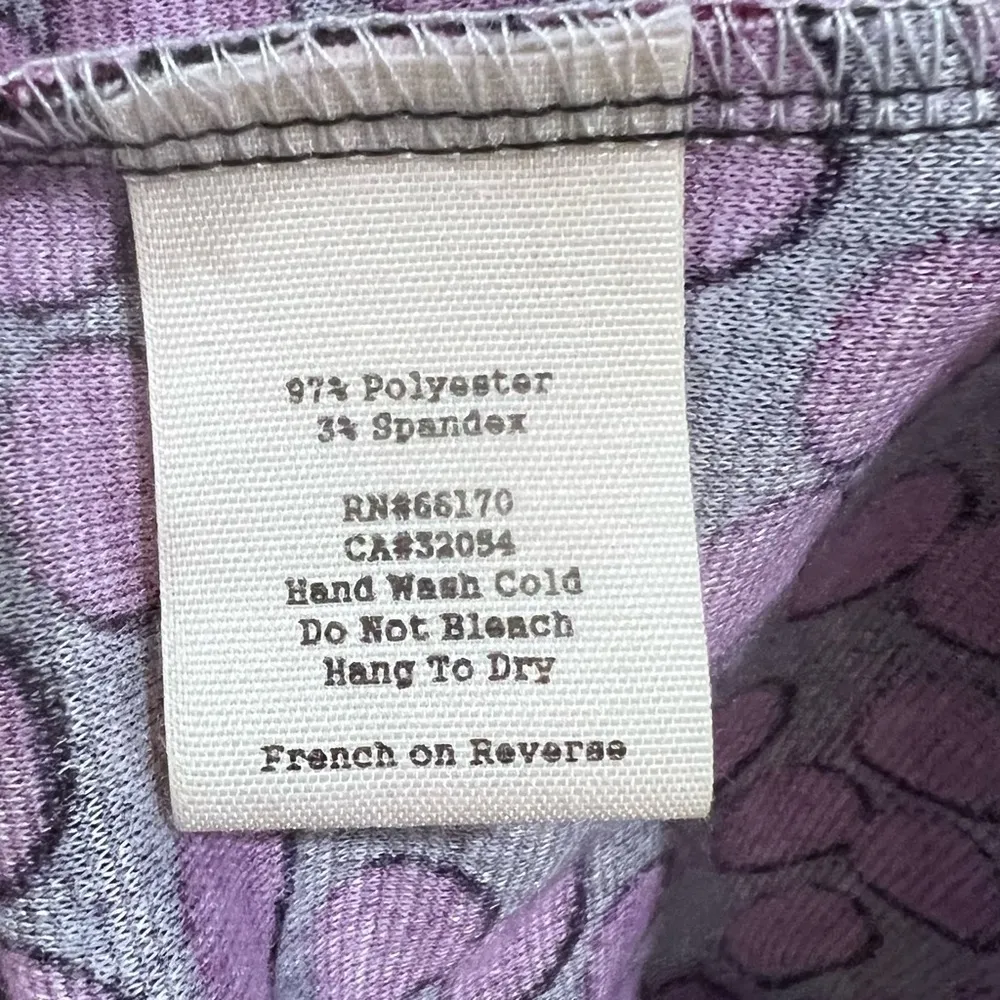 97% Polyester
3% Spandex
RN#66170
CA#32054
Hand Wash Cold
Do Not Bleach
Hang To Dry
French on Reverse